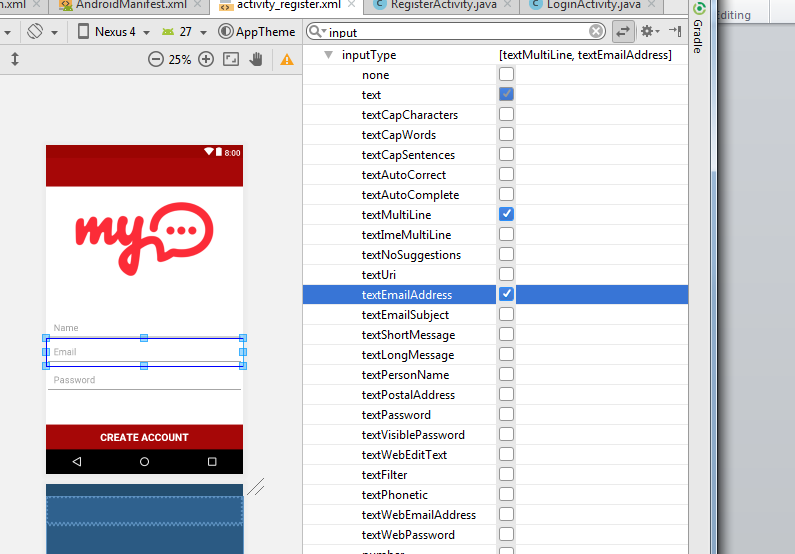 n.xml
AndroidManifest.xml
activity_register.xml
RegisterActivity.java
LoginActivity.java
Editing
Nexus 4
27
AppTheme
input
25%
Gradle
inputType [textMultiLine, textEmailAddress]
none
text
textCapCharacters
textCapWords
textCapSentences
textAutoCorrect
textAutoComplete
textMultiLine
textImeMultiLine
textNoSuggestions
textUri
textEmailAddress
textEmailSubject
textShortMessage
textLongMessage
textPersonName
textPostalAddress
textPassword
textVisiblePassword
textWebEditText
textFilter
textPhonetic
textWebEmailAddress
textWebPassword
number
8:00
my
Name
Email
Password
CREATE ACCOUNT